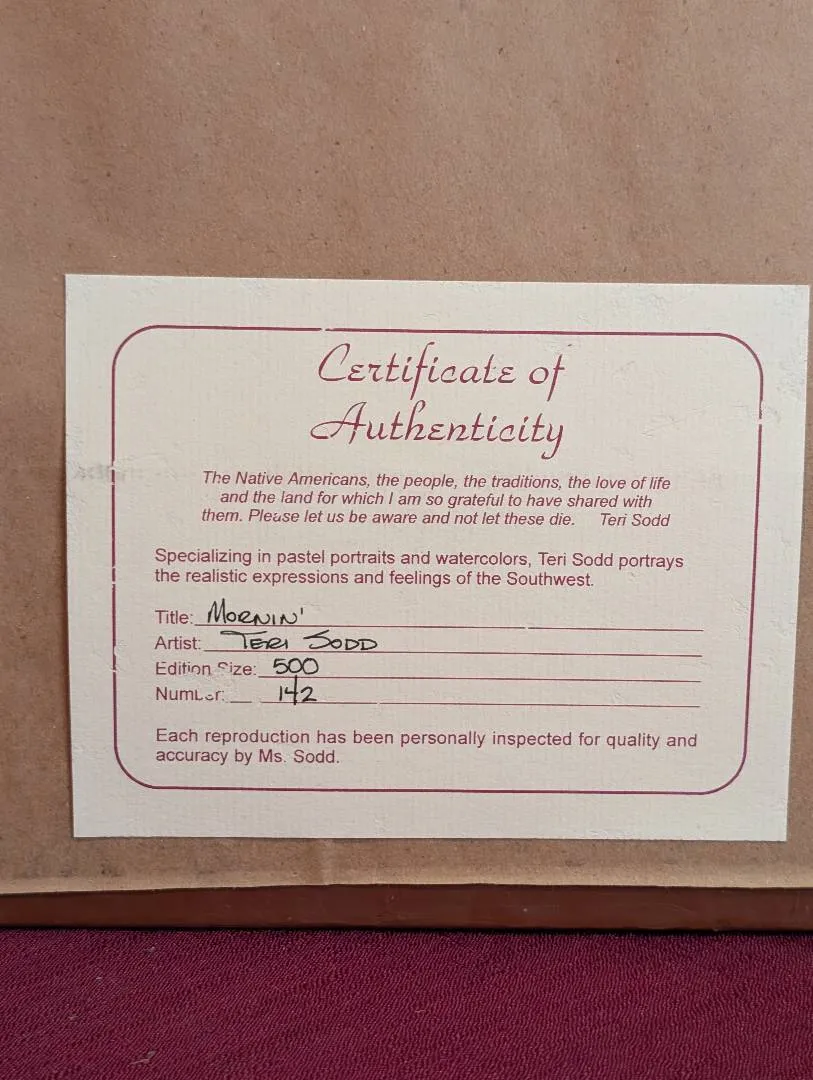 Certificate of
Authenticity
The Native Americans, the people, the traditions, the love of life
and the land for which I am so grateful to have shared with
them. Please let us be aware and not let these die. Teri Sodd
Specializing in pastel portraits and watercolors, Teri Sodd portrays
the realistic expressions and feelings of the Southwest.
Title: MORNIN'
Artist: TERI SODD
Edition Size: 500
Number: 142
Each reproduction has been personally inspected for quality and
accuracy by Ms. Sodd.